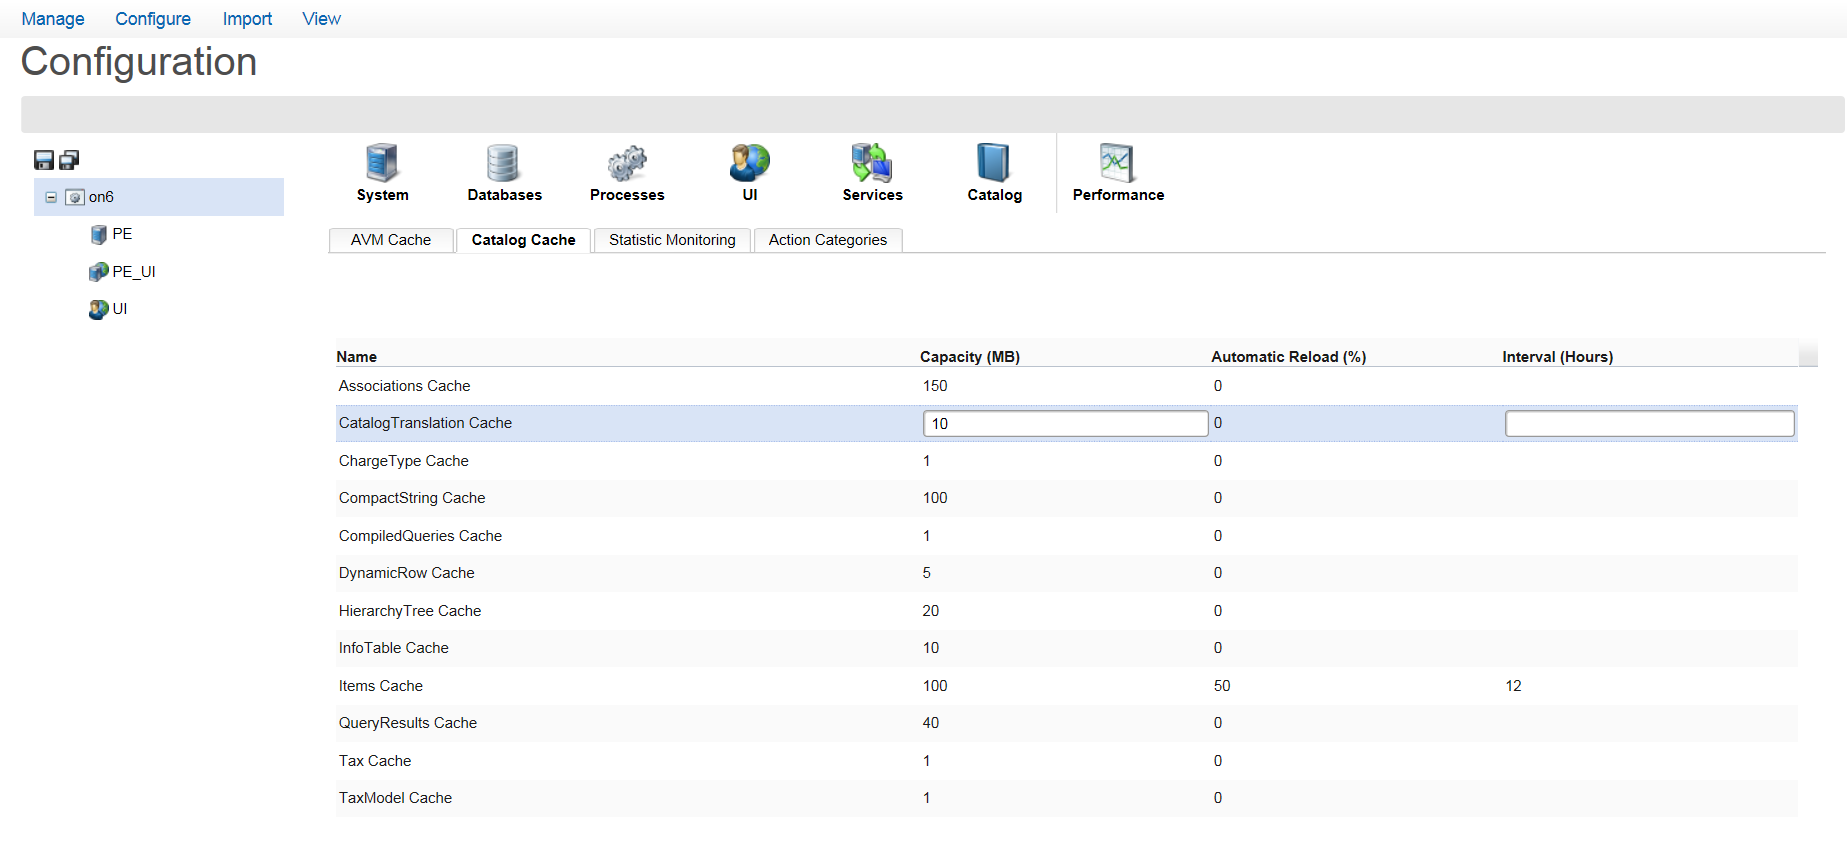 Manage Configure Import View
Configuration
System Databases Processes UI Services Catalog Performance
on6
PE
PE_UI
UI
AVM Cache Catalog Cache Statistic Monitoring Action Categories
Name Capacity (MB) Automatic Reload (%) Interval (Hours)
Associations Cache 150 0
CatalogTranslation Cache 10 0
ChargeType Cache 1 0
CompactString Cache 100 0
CompiledQueries Cache 1 0
DynamicRow Cache 5 0
HierarchyTree Cache 20 0
InfoTable Cache 10 0
Items Cache 100 50 12
QueryResults Cache 40 0
Tax Cache 1 0
TaxModel Cache 1 0